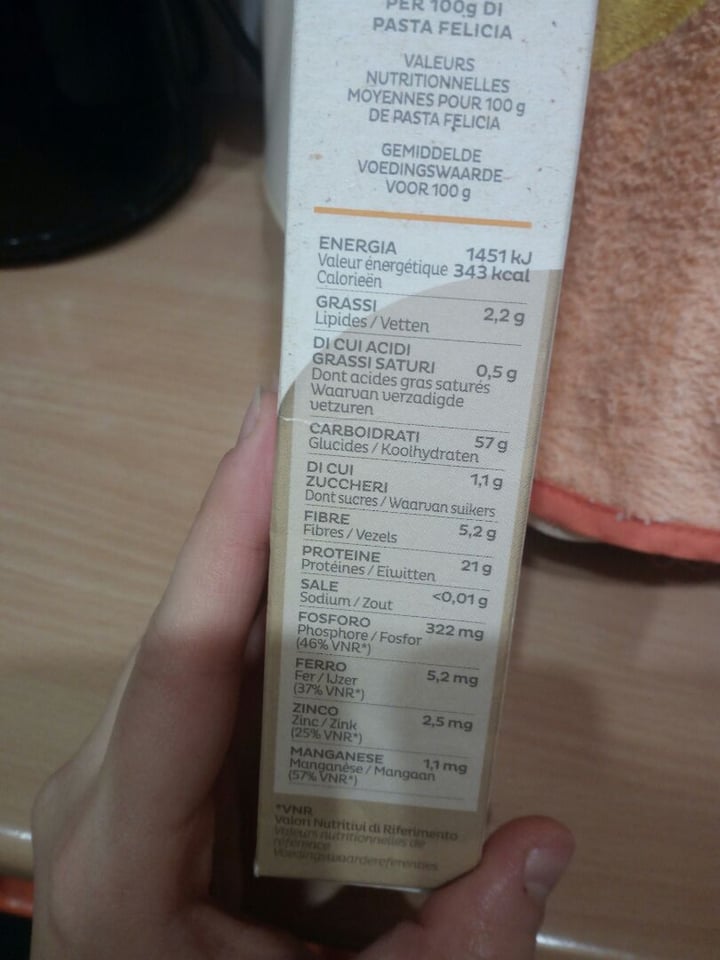 PER 100g DI
PASTA FELICIA
VALEURS
NUTRITIONNELLES
MOYENNES POUR 100 g
DE PASTA FELICIA
GEMIDDELDE
VOEDINGSWAARDE
VOOR 100 g
ENERGIA 1451 kJ
Valeur énergétique 343 kcal
Calorieën
GRASSI 2,2 g
Lipides / Vetten
DI CUI ACIDI
GRASSI SATURI 0,5 g
Dont acides gras saturés
Waarvan verzadigde
vetzuren
CARBOIDRATI 57 g
Glucides / Koolhydraten
DI CUI 1,1 g
ZUCCHERI
Dont sucres / Waarvan suikers
FIBRE 5,2 g
Fibres / Vezels
PROTEINE 21 g
Protéines / Eiwitten
SALE <0,01 g
Sodium / Zout
FOSFORO 322 mg
Phosphore / Fosfor
(46% VNR*)
FERRO 5,2 mg
Fer / IJzer
(37% VNR*)
ZINCO 2,5 mg
Zinc / Zink
(25% VNR*)
MANGANESE 1,1 mg
Manganèse / Mangaan
(57% VNR*)
*VNR
Valori Nutritivi di Riferimento
Valeurs nutritionnelles de
référence
Voedingswaardereferenties